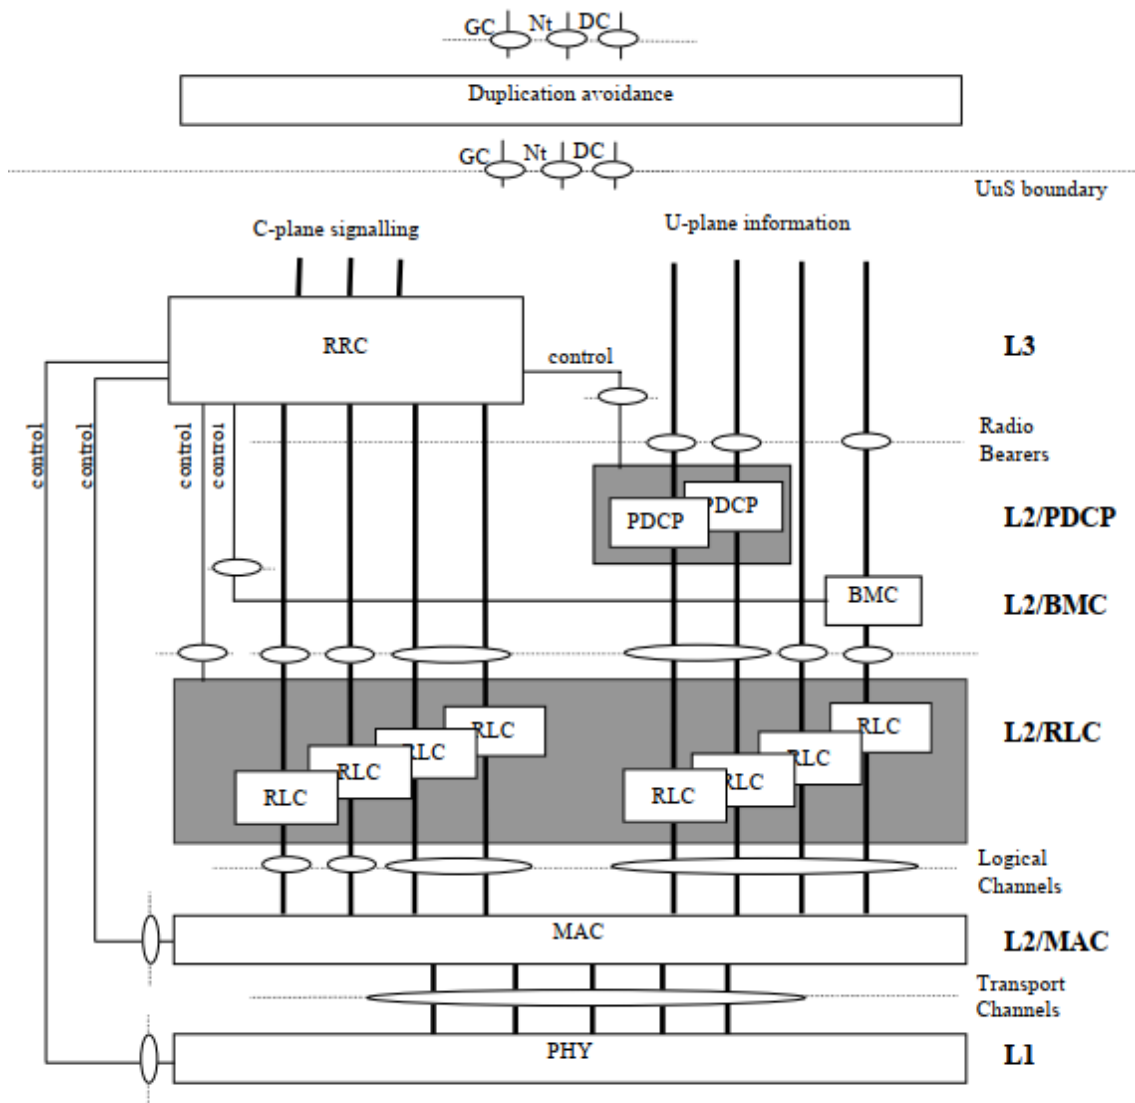 GC Nt DC
Duplication avoidance
GC Nt DC
UuS boundary
C-plane signalling
U-plane information
RRC
control
L3
control
control
control
control
Radio
Bearers
PDCP
PDCP
L2/PDCP
BMC
L2/BMC
RLC
RLC
RLC
RLC
RLC
RLC
RLC
RLC
L2/RLC
Logical
Channels
MAC
L2/MAC
Transport
Channels
PHY
L1